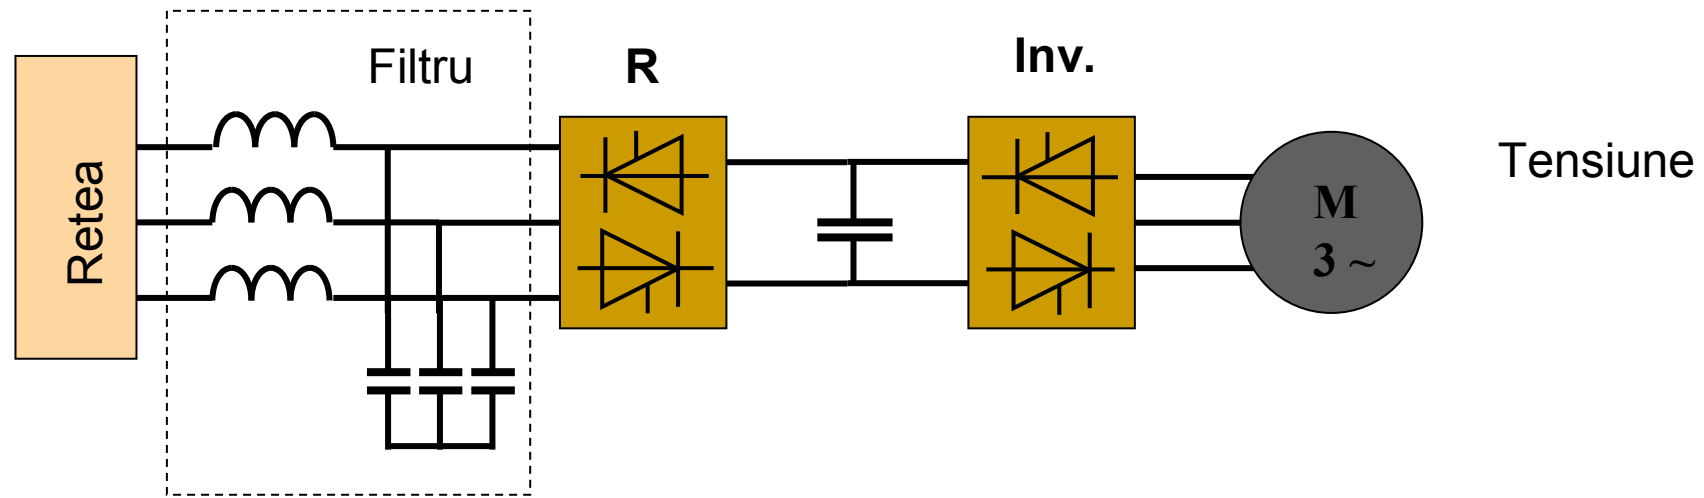 Retea
Filtru
R
Inv.
M
3 ~
Tensiune